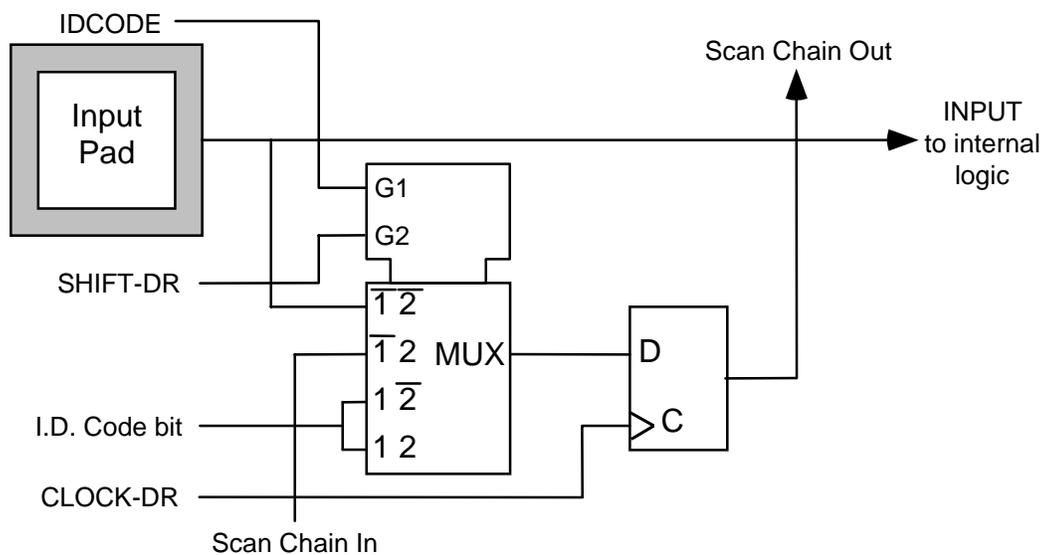 IDCODE
Input
Pad
Scan Chain Out
INPUT
to internal
logic
G1
G2
SHIFT-DR
1̅ 2̅
1̅ 2
MUX
D
1 2̅
I.D. Code bit
1 2
C
CLOCK-DR
Scan Chain In